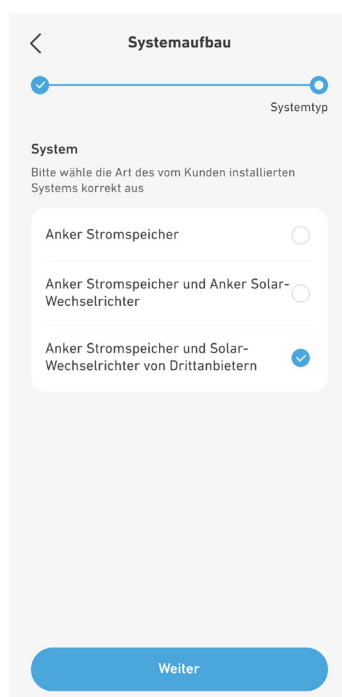 Systemaufbau
Systemtyp
System
Bitte wähle die Art des vom Kunden installierten
Systems korrekt aus
Anker Stromspeicher
Anker Stromspeicher und Anker Solar-
Wechselrichter
Anker Stromspeicher und Solar-
Wechselrichter von Drittanbietern
Weiter